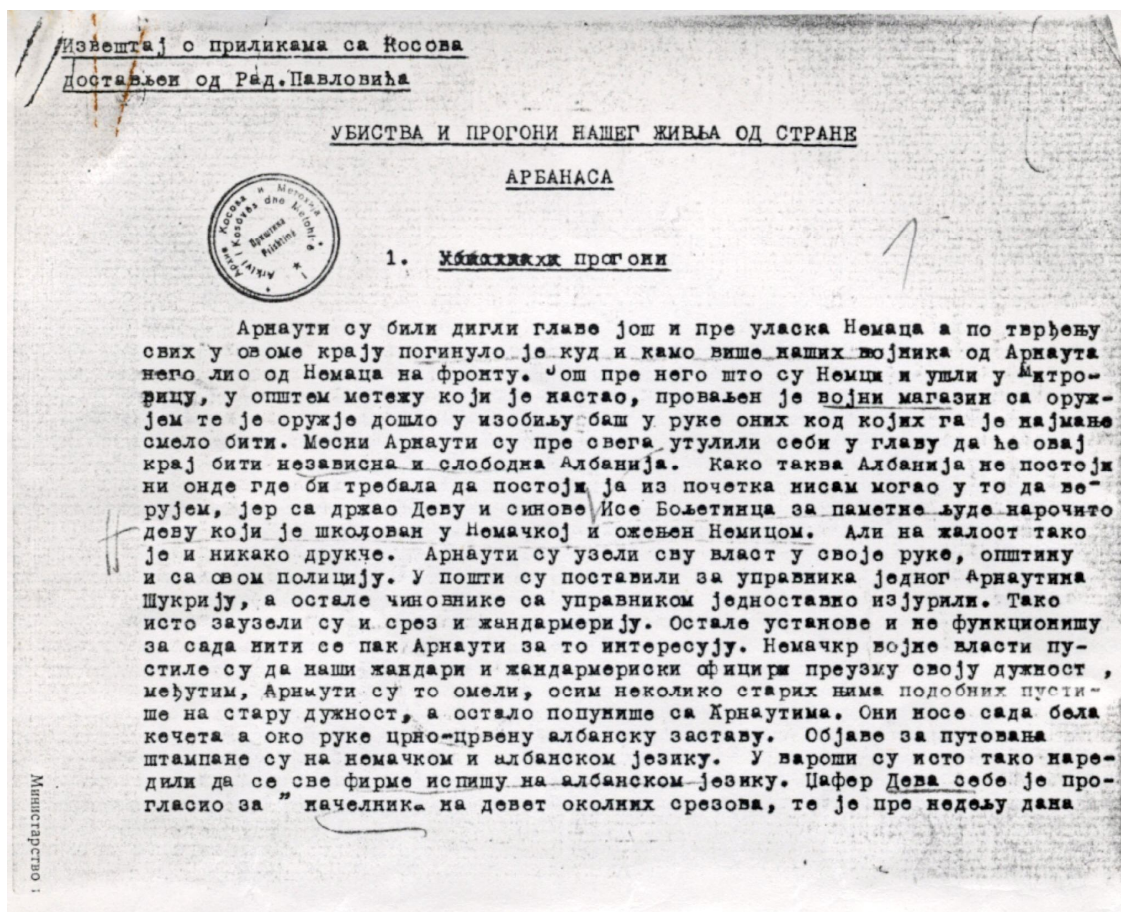 Извештај с приликама са Косова
достављен од Рад.Павловића
УБИСТВА И ПРОГОНИ НАШЕГ ЖИВЉА ОД СТРАНЕ
АРБАНАСА
Архив Косова и Метохија
Arkivi i Kosovës dhe Metohisë
Приштина
Prishtinë
1. Убиства и прогони
Арнаути су били дигли главе још и пре уласка Немаца а по тврђењу
свих у овоме крају погинуло је куд и камо више наших војника од Арнаута
него лио од Немаца на фронту. Још пре него што су Немци и ушли у Митро-
вицу, у општем метежу који је настао, проваљен је војни магазин са оруж-
јем те је оружје дошло у изобиљу баш у руке оних код којих га је најмање
смело бити. Месни Арнаути су пре свега утулили себи у главу да ће овај
крај бити независна и слободна Албанија. Како таква Албанија не постоји
ни онде где би требала да постоји ја из почетка нисам могао у то да ве-
рујем, јер са држао Деву и синове Исе Бољетинца за паметне људе нарочито
деву који је школован у Немачкој и ожењен Немицом. Али на жалост тако
је и никако друкче. Арнаути су узели сву власт у своје руке, општину
и са овом полицију. У пошти су поставили за управника једног Арнаутина
Шукрију, а остале чиновнике са управником једноставно изјурили. Тако
исто заузели су и срез и жандармерију. Остале установе и не функционишу
за сада нити се пак Арнаути за то интересују. Немачкр војне власти пу-
стиле су да наши жандари и жандармериски официри преузму своју дужност ,
међутим, Арнаути су то омели, осим неколико старих нима подобних пусти-
ше на стару дужност, а остало попунише са Арнаутима. Они носе сада бела
кечета а око руке црно-црвену албанску заставу. Објаве за путовања
штампане су на немачком и албанском језику. У вароши су исто тако наре-
дили да се све фирме испишу на албанском језику. Џафер Дева себе је про-
гласио за " начелника на девет околних срезова, те је пре недељу дана
Министарство